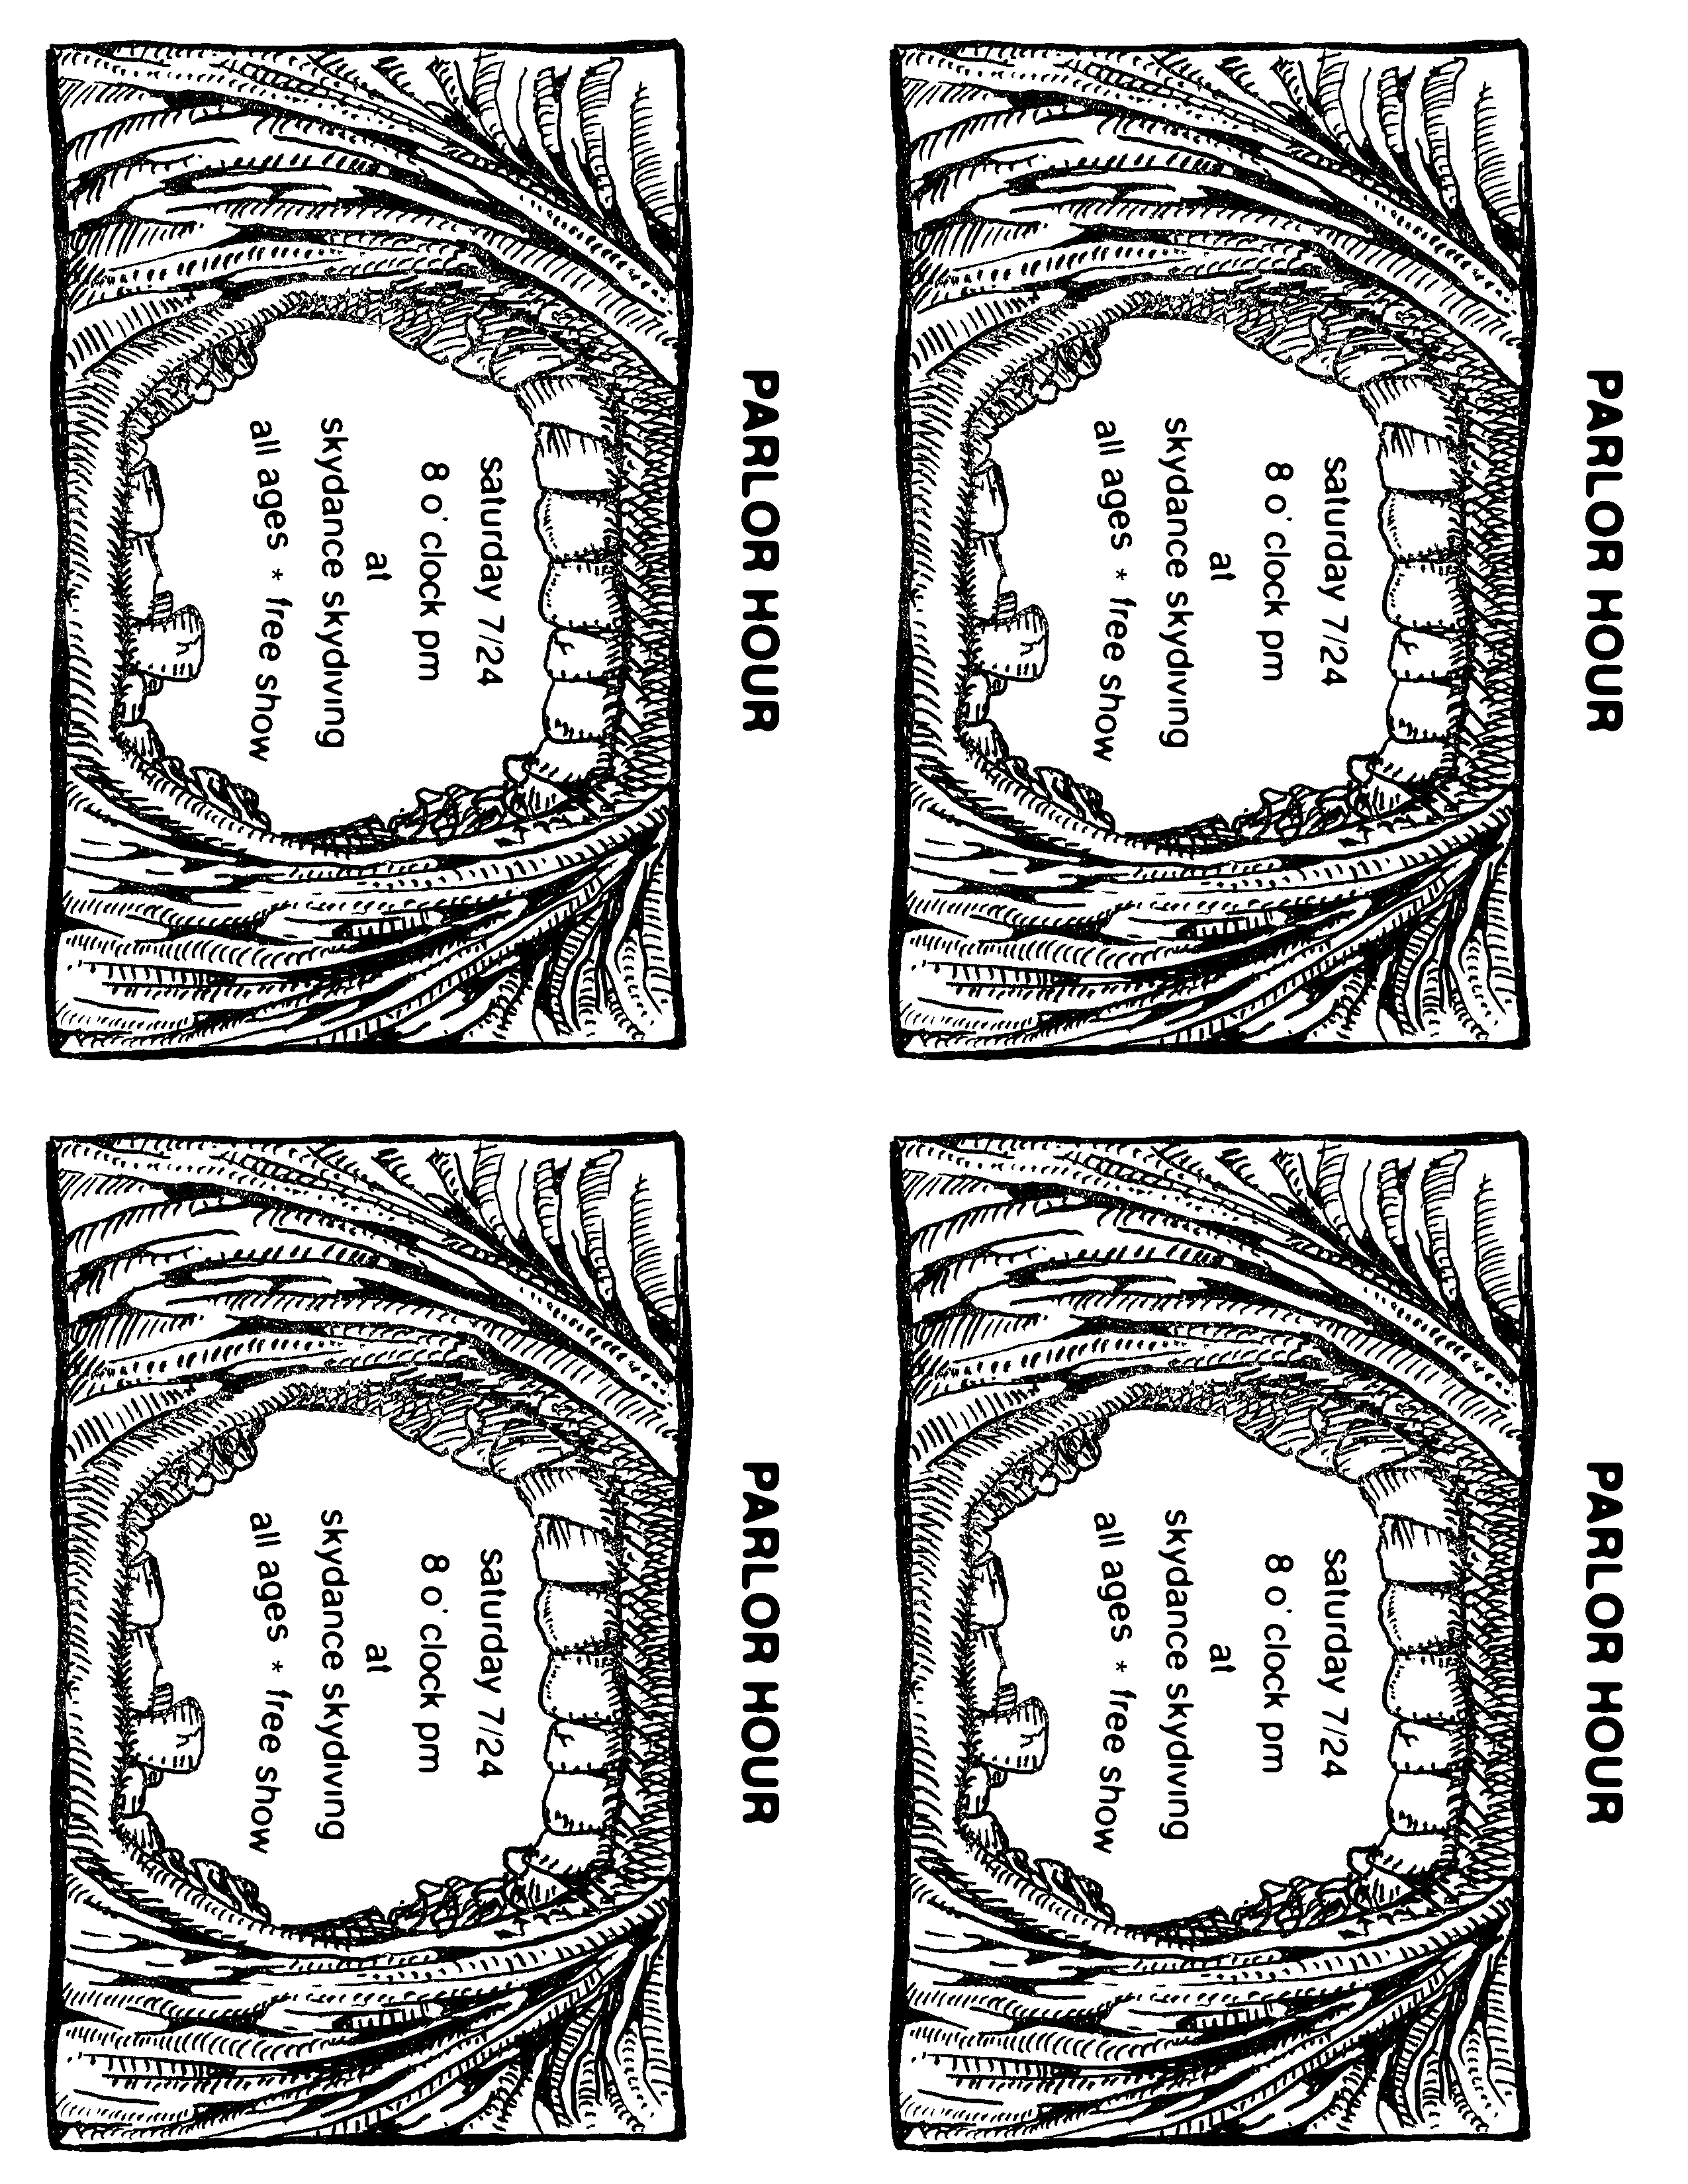 PARLOR HOUR
saturday 7/24
8 o'clock pm
at
skydance skydiving
all ages * free show
PARLOR HOUR
saturday 7/24
8 o'clock pm
at
skydance skydiving
all ages * free show
PARLOR HOUR
saturday 7/24
8 o'clock pm
at
skydance skydiving
all ages * free show
PARLOR HOUR
saturday 7/24
8 o'clock pm
at
skydance skydiving
all ages * free show